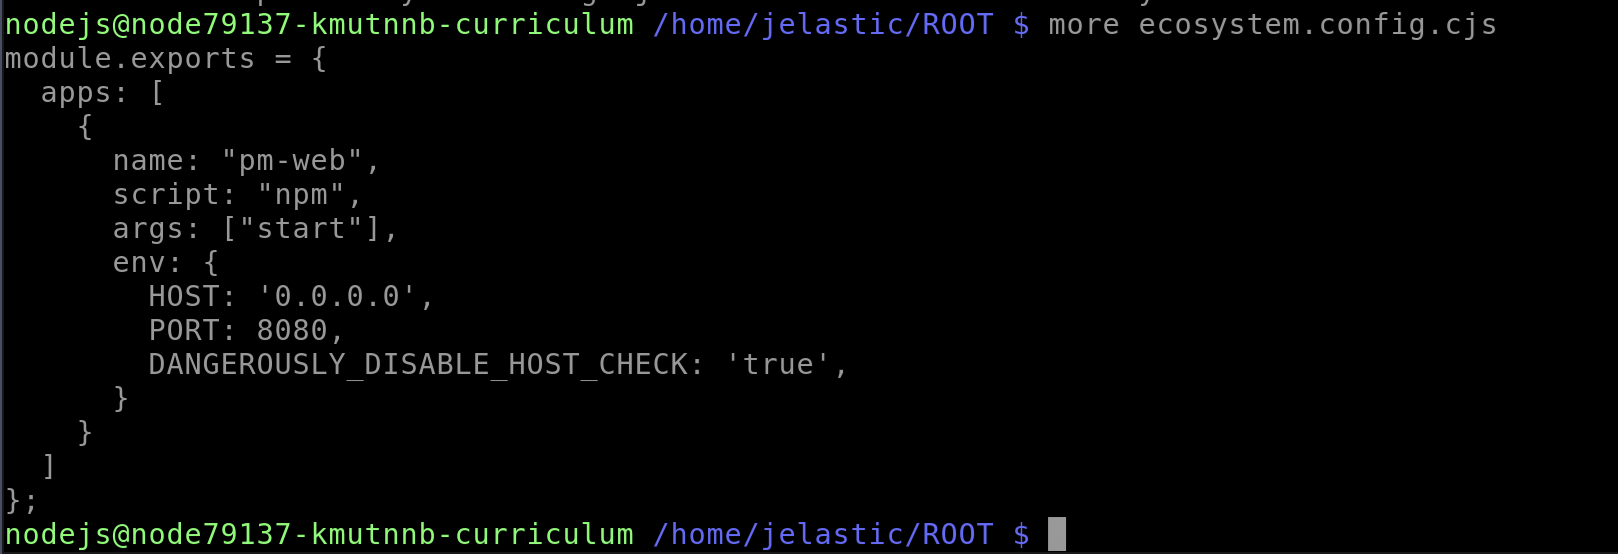 nodejs@node79137-kmutnnb-curriculum /home/jelastic/ROOT $ more ecosystem.config.cjs
module.exports = {
  apps: [
    {
      name: "pm-web",
      script: "npm",
      args: ["start"],
      env: {
        HOST: '0.0.0.0',
        PORT: 8080,
        DANGEROUSLY_DISABLE_HOST_CHECK: 'true',
      }
    }
  ]
};
nodejs@node79137-kmutnnb-curriculum /home/jelastic/ROOT $